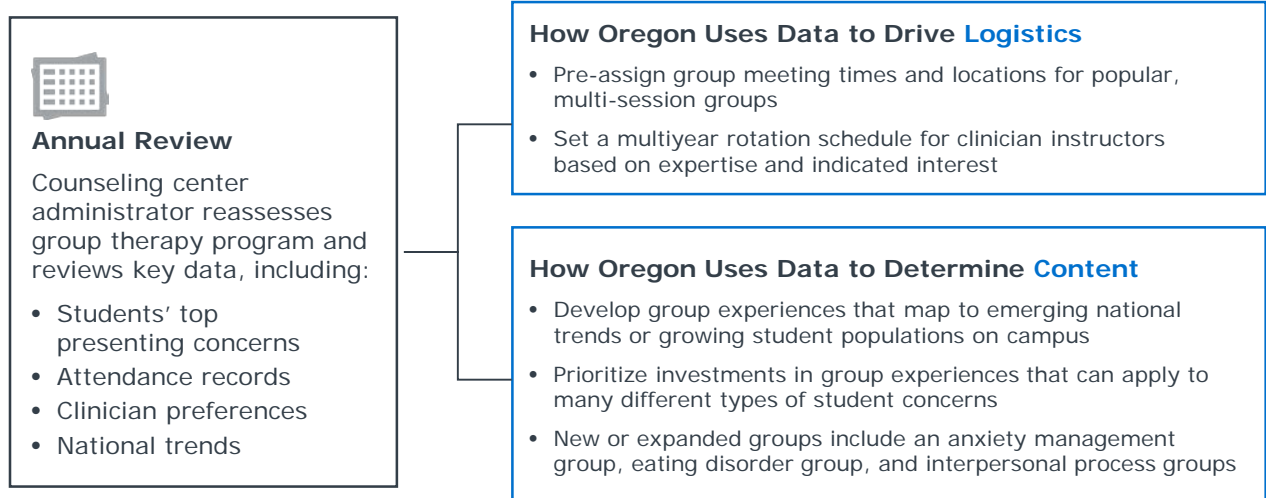 Annual Review
Counseling center
administrator reassesses
group therapy program and
reviews key data, including:
• Students' top
presenting concerns
• Attendance records
• Clinician preferences
• National trends
How Oregon Uses Data to Drive Logistics
• Pre-assign group meeting times and locations for popular,
multi-session groups
• Set a multiyear rotation schedule for clinician instructors
based on expertise and indicated interest
How Oregon Uses Data to Determine Content
• Develop group experiences that map to emerging national
trends or growing student populations on campus
• Prioritize investments in group experiences that can apply to
many different types of student concerns
• New or expanded groups include an anxiety management
group, eating disorder group, and interpersonal process groups